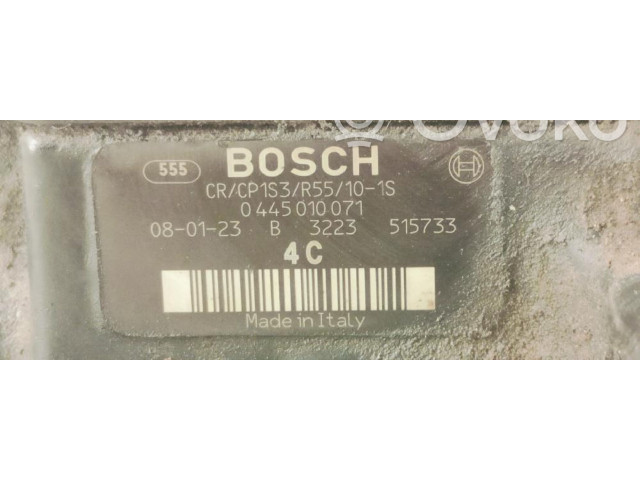 555 BOSCH
CR/CP1S3/R55/10-1S
0 445 010 071
08-01-23 B 3223 515733
4C
Made in Italy